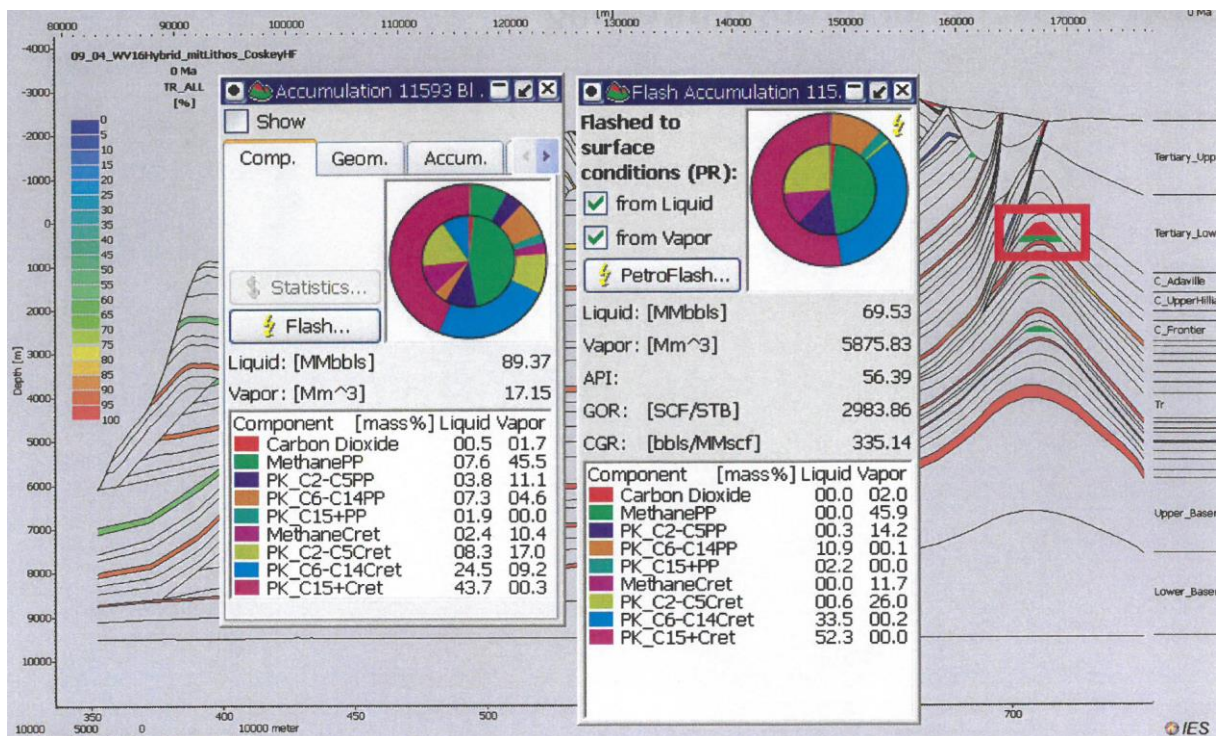 80000 90000 100000 110000 120000 [m] 130000 140000 150000 160000 170000 0 Ma
09_04_WV16Hybrid_mitLithos_CoskeyHF
0 Ma
TR_ALL
[%]
0
5
10
15
20
25
30
35
40
45
50
55
60
65
70
75
80
85
90
95
100
-4000
-3000
-2000
-1000
0
1000
2000
3000
4000
5000
6000
7000
8000
9000
10000
Depth [m]
Accumulation 11593 Bl .
Show
Comp. Geom. Accum.
Statistics...
Flash...
Liquid: [MMbbls] 89.37
Vapor: [Mm^3] 17.15
Component [mass%] Liquid Vapor
Carbon Dioxide 00.5 01.7
MethanePP 07.6 45.5
PK_C2-C5PP 03.8 11.1
PK_C6-C14PP 07.3 04.6
PK_C15+PP 01.9 00.0
MethaneCret 02.4 10.4
PK_C2-C5Cret 08.3 17.0
PK_C6-C14Cret 24.5 09.2
PK_C15+Cret 43.7 00.3
Flash Accumulation 115.
Flashed to
surface
conditions (PR):
from Liquid
from Vapor
PetroFlash...
Liquid: [MMbbls] 69.53
Vapor: [Mm^3] 5875.83
API: 56.39
GOR: [SCF/STB] 2983.86
CGR: [bbls/MMscf] 335.14
Component [mass%] Liquid Vapor
Carbon Dioxide 00.0 02.0
MethanePP 00.0 45.9
PK_C2-C5PP 00.3 14.2
PK_C6-C14PP 10.9 00.1
PK_C15+PP 02.2 00.0
MethaneCret 00.0 11.7
PK_C2-C5Cret 00.6 26.0
PK_C6-C14Cret 33.5 00.2
PK_C15+Cret 52.3 00.0
Tertiary_Upp
Tertiary_Low
C_Adaville
C_UpperHillia
C_Frontier
Tr
Upper_Basem
Lower_Basem
350 400 450 500 700
10000 5000 0 10000 meter
IES